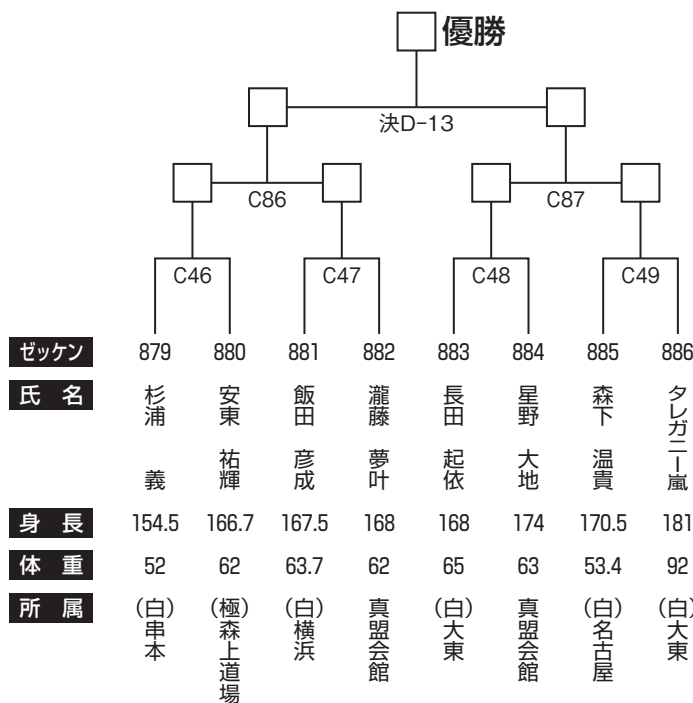 優勝
決D-13
C86 C87
C46 C47 C48 C49
ゼッケン 879 880 881 882 883 884 885 886
氏名 杉浦 義 安東 祐輝 飯田 彦成 瀧藤 夢叶 長田 起依 星野 大地 森下 温貴 タレガニー嵐
身長 154.5 166.7 167.5 168 168 174 170.5 181
体重 52 62 63.7 62 65 63 53.4 92
所属 (白)串本 (極)森上道場 (白)横浜 真盟会館 (白)大東 真盟会館 (白)名古屋 (白)大東